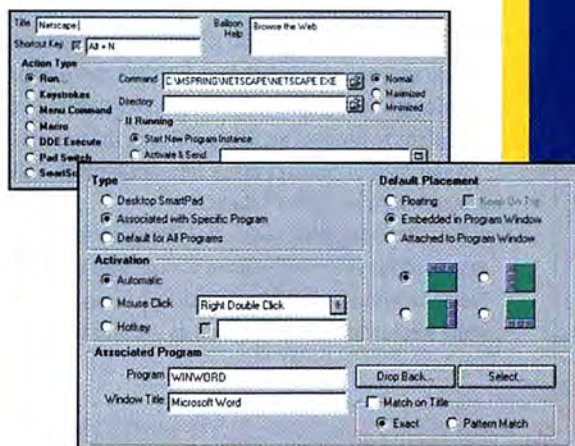 Title Netscape
Balloon Help Browse the Web
Shortcut Key Alt + N
Action Type
Run...
Keystrokes
Menu Command
Macro
DDE Execute
Pad Switch
Command C:\MSPRING\NETSCAPE\NETSCAPE.EXE
Directory
Normal
Maximized
Minimized
If Running
Start New Program Instance
Activate & Send
Type
Desktop SmartPad
Associated with Specific Program
Default for All Programs
Default Placement
Floating Keep On Top
Embedded in Program Window
Attached to Program Window
Activation
Automatic
Mouse Click Right Double Click
Hotkey
Associated Program
Program WINWORD
Window Title Microsoft Word
Drop Back... Select...
Match on Title
Exact Pattern Match